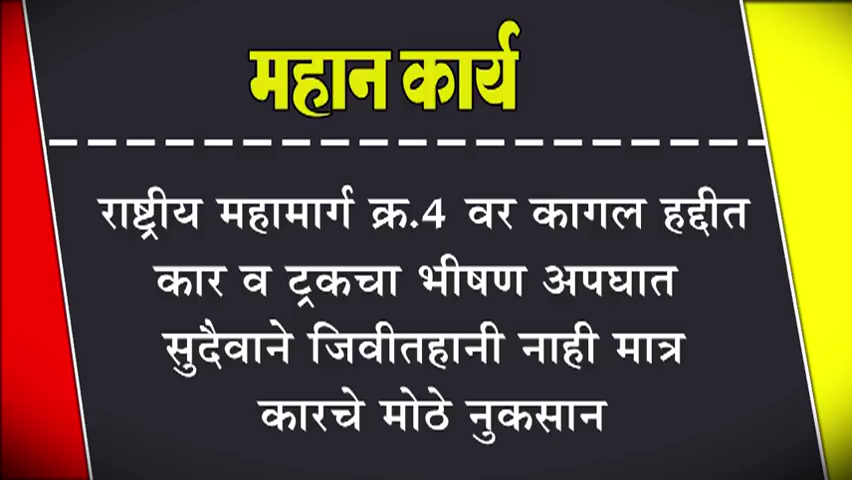 महान कार्य
राष्ट्रीय महामार्ग क्र.4 वर कागल हद्दीत
कार व ट्रकचा भीषण अपघात
सुदैवाने जिवीतहानी नाही मात्र
कारचे मोठे नुकसान